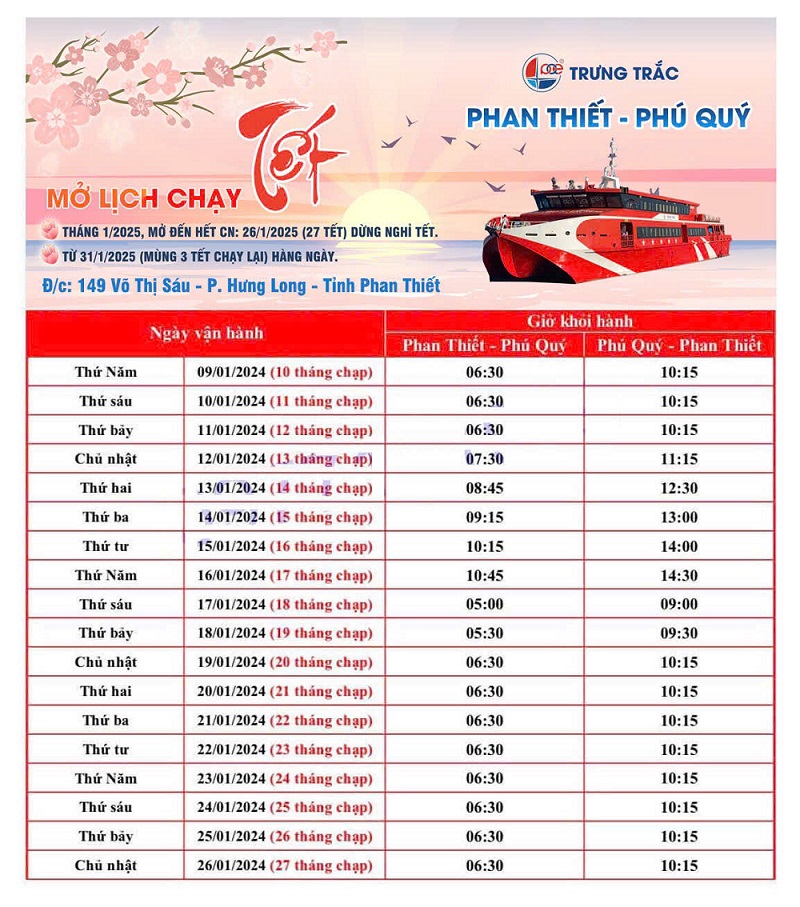 pce TRƯNG TRẮC
PHAN THIẾT - PHÚ QUÝ
Tết
MỞ LỊCH CHẠY
THÁNG 1/2025, MỞ ĐẾN HẾT CN: 26/1/2025 (27 TẾT) DỪNG NGHỈ TẾT.
TỪ 31/1/2025 (MÙNG 3 TẾT CHẠY LẠI) HÀNG NGÀY.
Đ/c: 149 Võ Thị Sáu - P. Hưng Long - Tỉnh Phan Thiết
Ngày vận hành Giờ khởi hành
Phan Thiết - Phú Quý Phú Quý - Phan Thiết
Thứ Năm 09/01/2024 (10 tháng chạp) 06:30 10:15
Thứ sáu 10/01/2024 (11 tháng chạp) 06:30 10:15
Thứ bảy 11/01/2024 (12 tháng chạp) 06:30 10:15
Chủ nhật 12/01/2024 (13 tháng chạp) 07:30 11:15
Thứ hai 13/01/2024 (14 tháng chạp) 08:45 12:30
Thứ ba 14/01/2024 (15 tháng chạp) 09:15 13:00
Thứ tư 15/01/2024 (16 tháng chạp) 10:15 14:00
Thứ Năm 16/01/2024 (17 tháng chạp) 10:45 14:30
Thứ sáu 17/01/2024 (18 tháng chạp) 05:00 09:00
Thứ bảy 18/01/2024 (19 tháng chạp) 05:30 09:30
Chủ nhật 19/01/2024 (20 tháng chạp) 06:30 10:15
Thứ hai 20/01/2024 (21 tháng chạp) 06:30 10:15
Thứ ba 21/01/2024 (22 tháng chạp) 06:30 10:15
Thứ tư 22/01/2024 (23 tháng chạp) 06:30 10:15
Thứ Năm 23/01/2024 (24 tháng chạp) 06:30 10:15
Thứ sáu 24/01/2024 (25 tháng chạp) 06:30 10:15
Thứ bảy 25/01/2024 (26 tháng chạp) 06:30 10:15
Chủ nhật 26/01/2024 (27 tháng chạp) 06:30 10:15